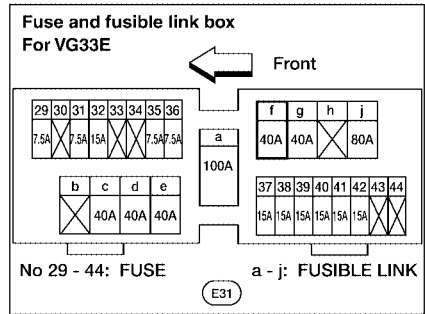 Fuse and fusible link box
For VG33E
Front
29 30 31 32 33 34 35 36
7.5A 7.5A 15A 7.5A 7.5A
a
100A
f g h j
40A 40A 80A
b c d e
40A 40A 40A
37 38 39 40 41 42 43 44
15A 15A 15A 15A 15A 15A
No 29 - 44: FUSE
a - j: FUSIBLE LINK
E31